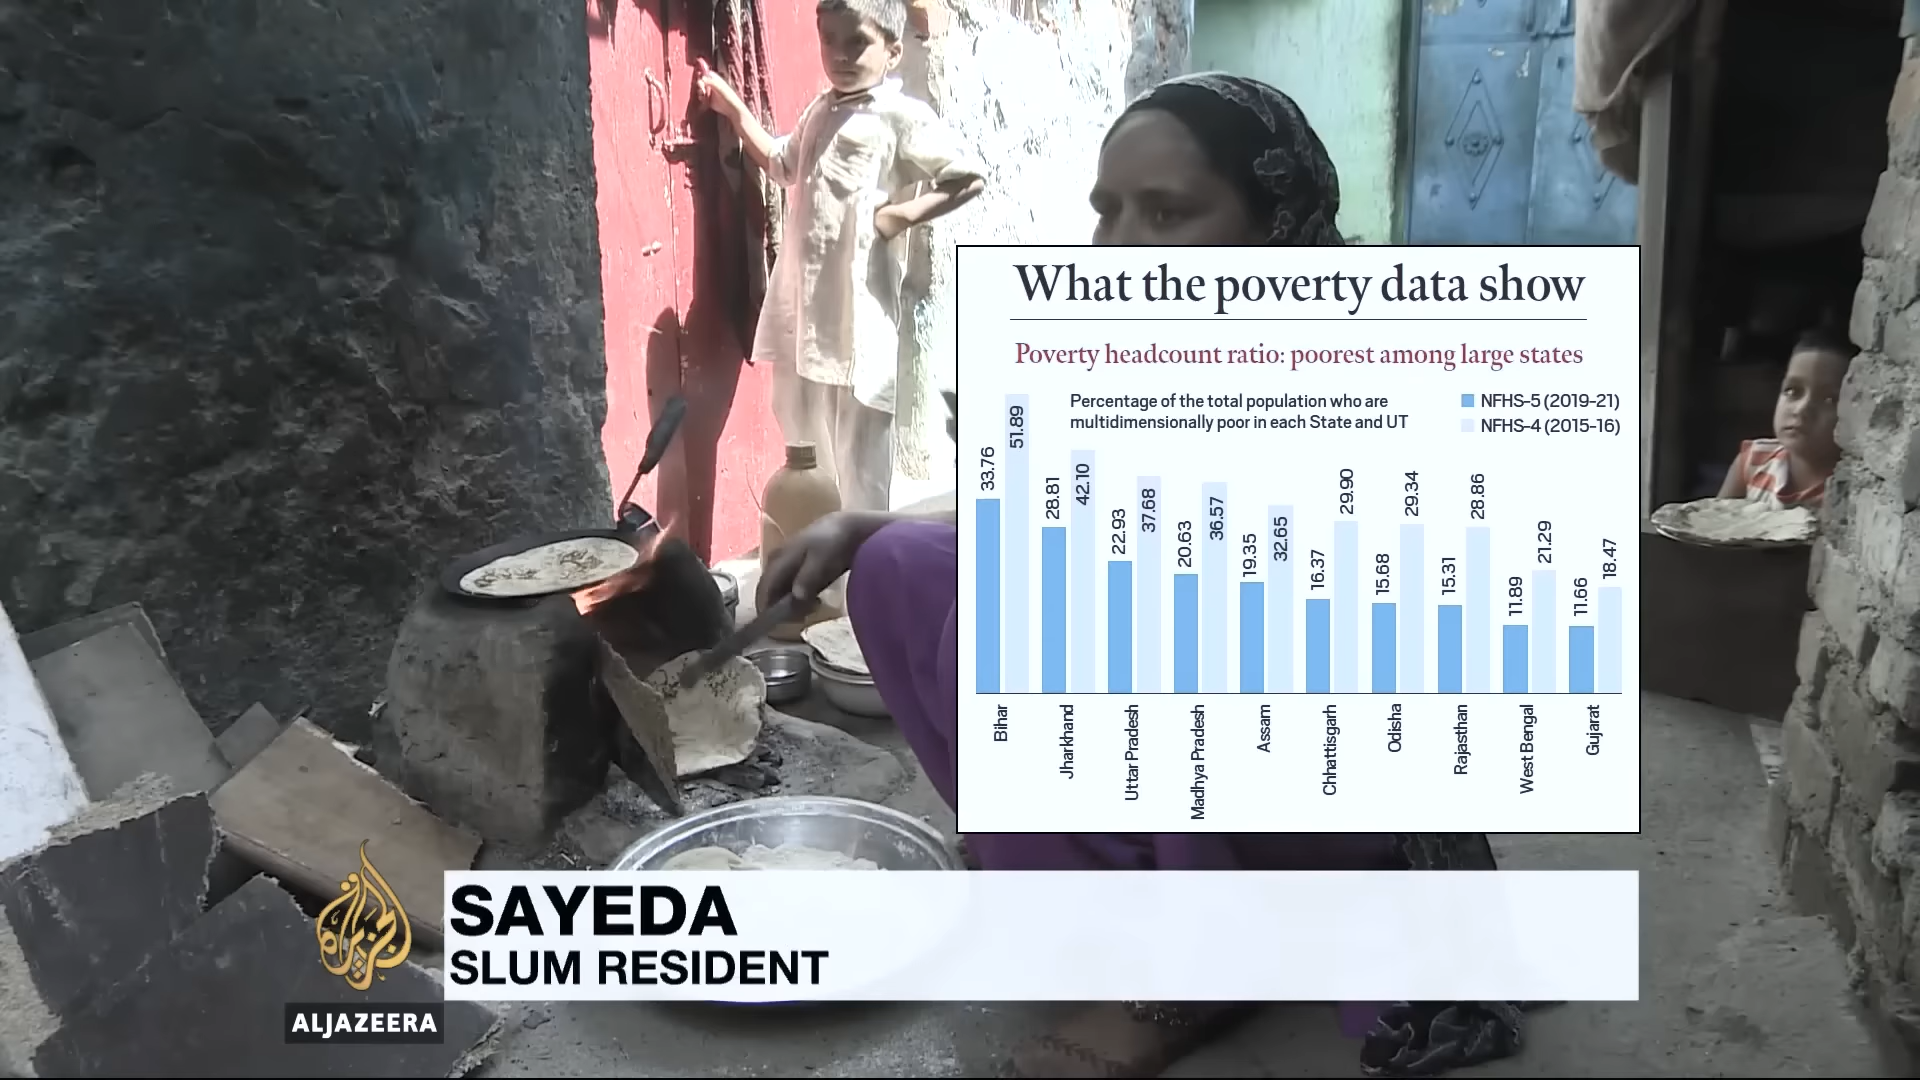 What the poverty data show
Poverty headcount ratio: poorest among large states
Percentage of the total population who are
multidimensionally poor in each State and UT
NFHS-5 (2019-21)
NFHS-4 (2015-16)
33.76
51.89
28.81
42.10
22.93
37.68
20.63
36.57
19.35
32.65
16.37
29.90
15.68
29.34
15.31
28.86
11.89
21.29
11.66
18.47
Bihar
Jharkhand
Uttar Pradesh
Madhya Pradesh
Assam
Chhattisgarh
Odisha
Rajasthan
West Bengal
Gujarat
SAYEDA
SLUM RESIDENT
الجزيرة
ALJAZEERA